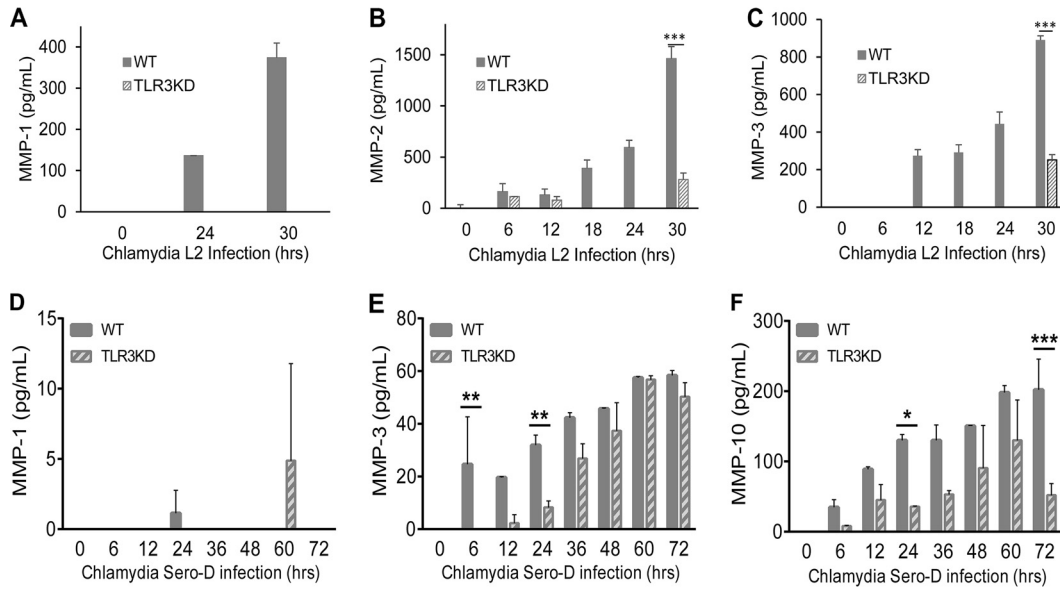 A
MMP-1 (pg/mL)
400
300
200
100
0
WT
TLR3KD
0 24 30
Chlamydia L2 Infection (hrs)
B
MMP-2 (pg/mL)
1500
1000
500
0
WT
TLR3KD
***
0 6 12 18 24 30
Chlamydia L2 Infection (hrs)
C
MMP-3 (pg/mL)
1000
800
600
400
200
0
WT
TLR3KD
***
0 6 12 18 24 30
Chlamydia L2 Infection (hrs)
D
MMP-1 (pg/mL)
15
10
5
0
WT
TLR3KD
0 6 12 24 36 48 60 72
Chlamydia Sero-D infection (hrs)
E
MMP-3 (pg/mL)
80
60
40
20
0
WT
TLR3KD
**
**
0 6 12 24 36 48 60 72
Chlamydia Sero-D infection (hrs)
F
MMP-10 (pg/mL)
300
200
100
0
WT
TLR3KD
*
***
0 6 12 24 36 48 60 72
Chlamydia Sero-D infection (hrs)